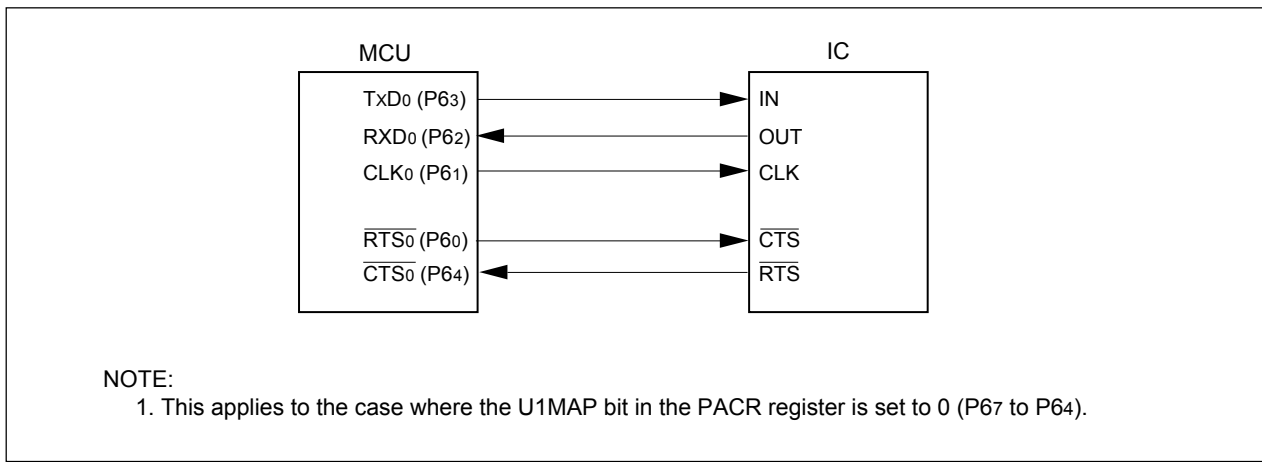 MCU IC
TXD0 (P63) IN
RXD0 (P62) OUT
CLK0 (P61) CLK
RTS0 (P60) CTS
CTS0 (P64) RTS
NOTE:
1. This applies to the case where the U1MAP bit in the PACR register is set to 0 (P67 to P64).